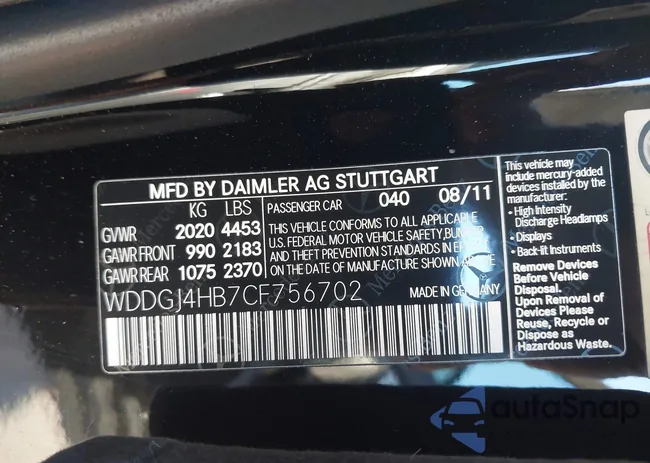 MFD BY DAIMLER AG STUTTGART
KG LBS
PASSENGER CAR 040 08/11
GVWR 2020 4453
GAWR FRONT 990 2183
GAWR REAR 1075 2370
THIS VEHICLE CONFORMS TO ALL APPLICABLE
U.S. FEDERAL MOTOR VEHICLE SAFETY, BUMPER
AND THEFT PREVENTION STANDARDS IN EFFECT
ON THE DATE OF MANUFACTURE SHOWN ABOVE.
WDDGJ4HB7CF756702
MADE IN GERMANY
This vehicle may
include mercury-added
devices installed by the
manufacturer:
• High Intensity
Discharge Headlamps
• Displays
• Back-lit Instruments
Remove Devices
Before Vehicle
Disposal.
Upon Removal of
Devices Please
Reuse, Recycle or
Dispose as
Hazardous Waste.
autoSnap